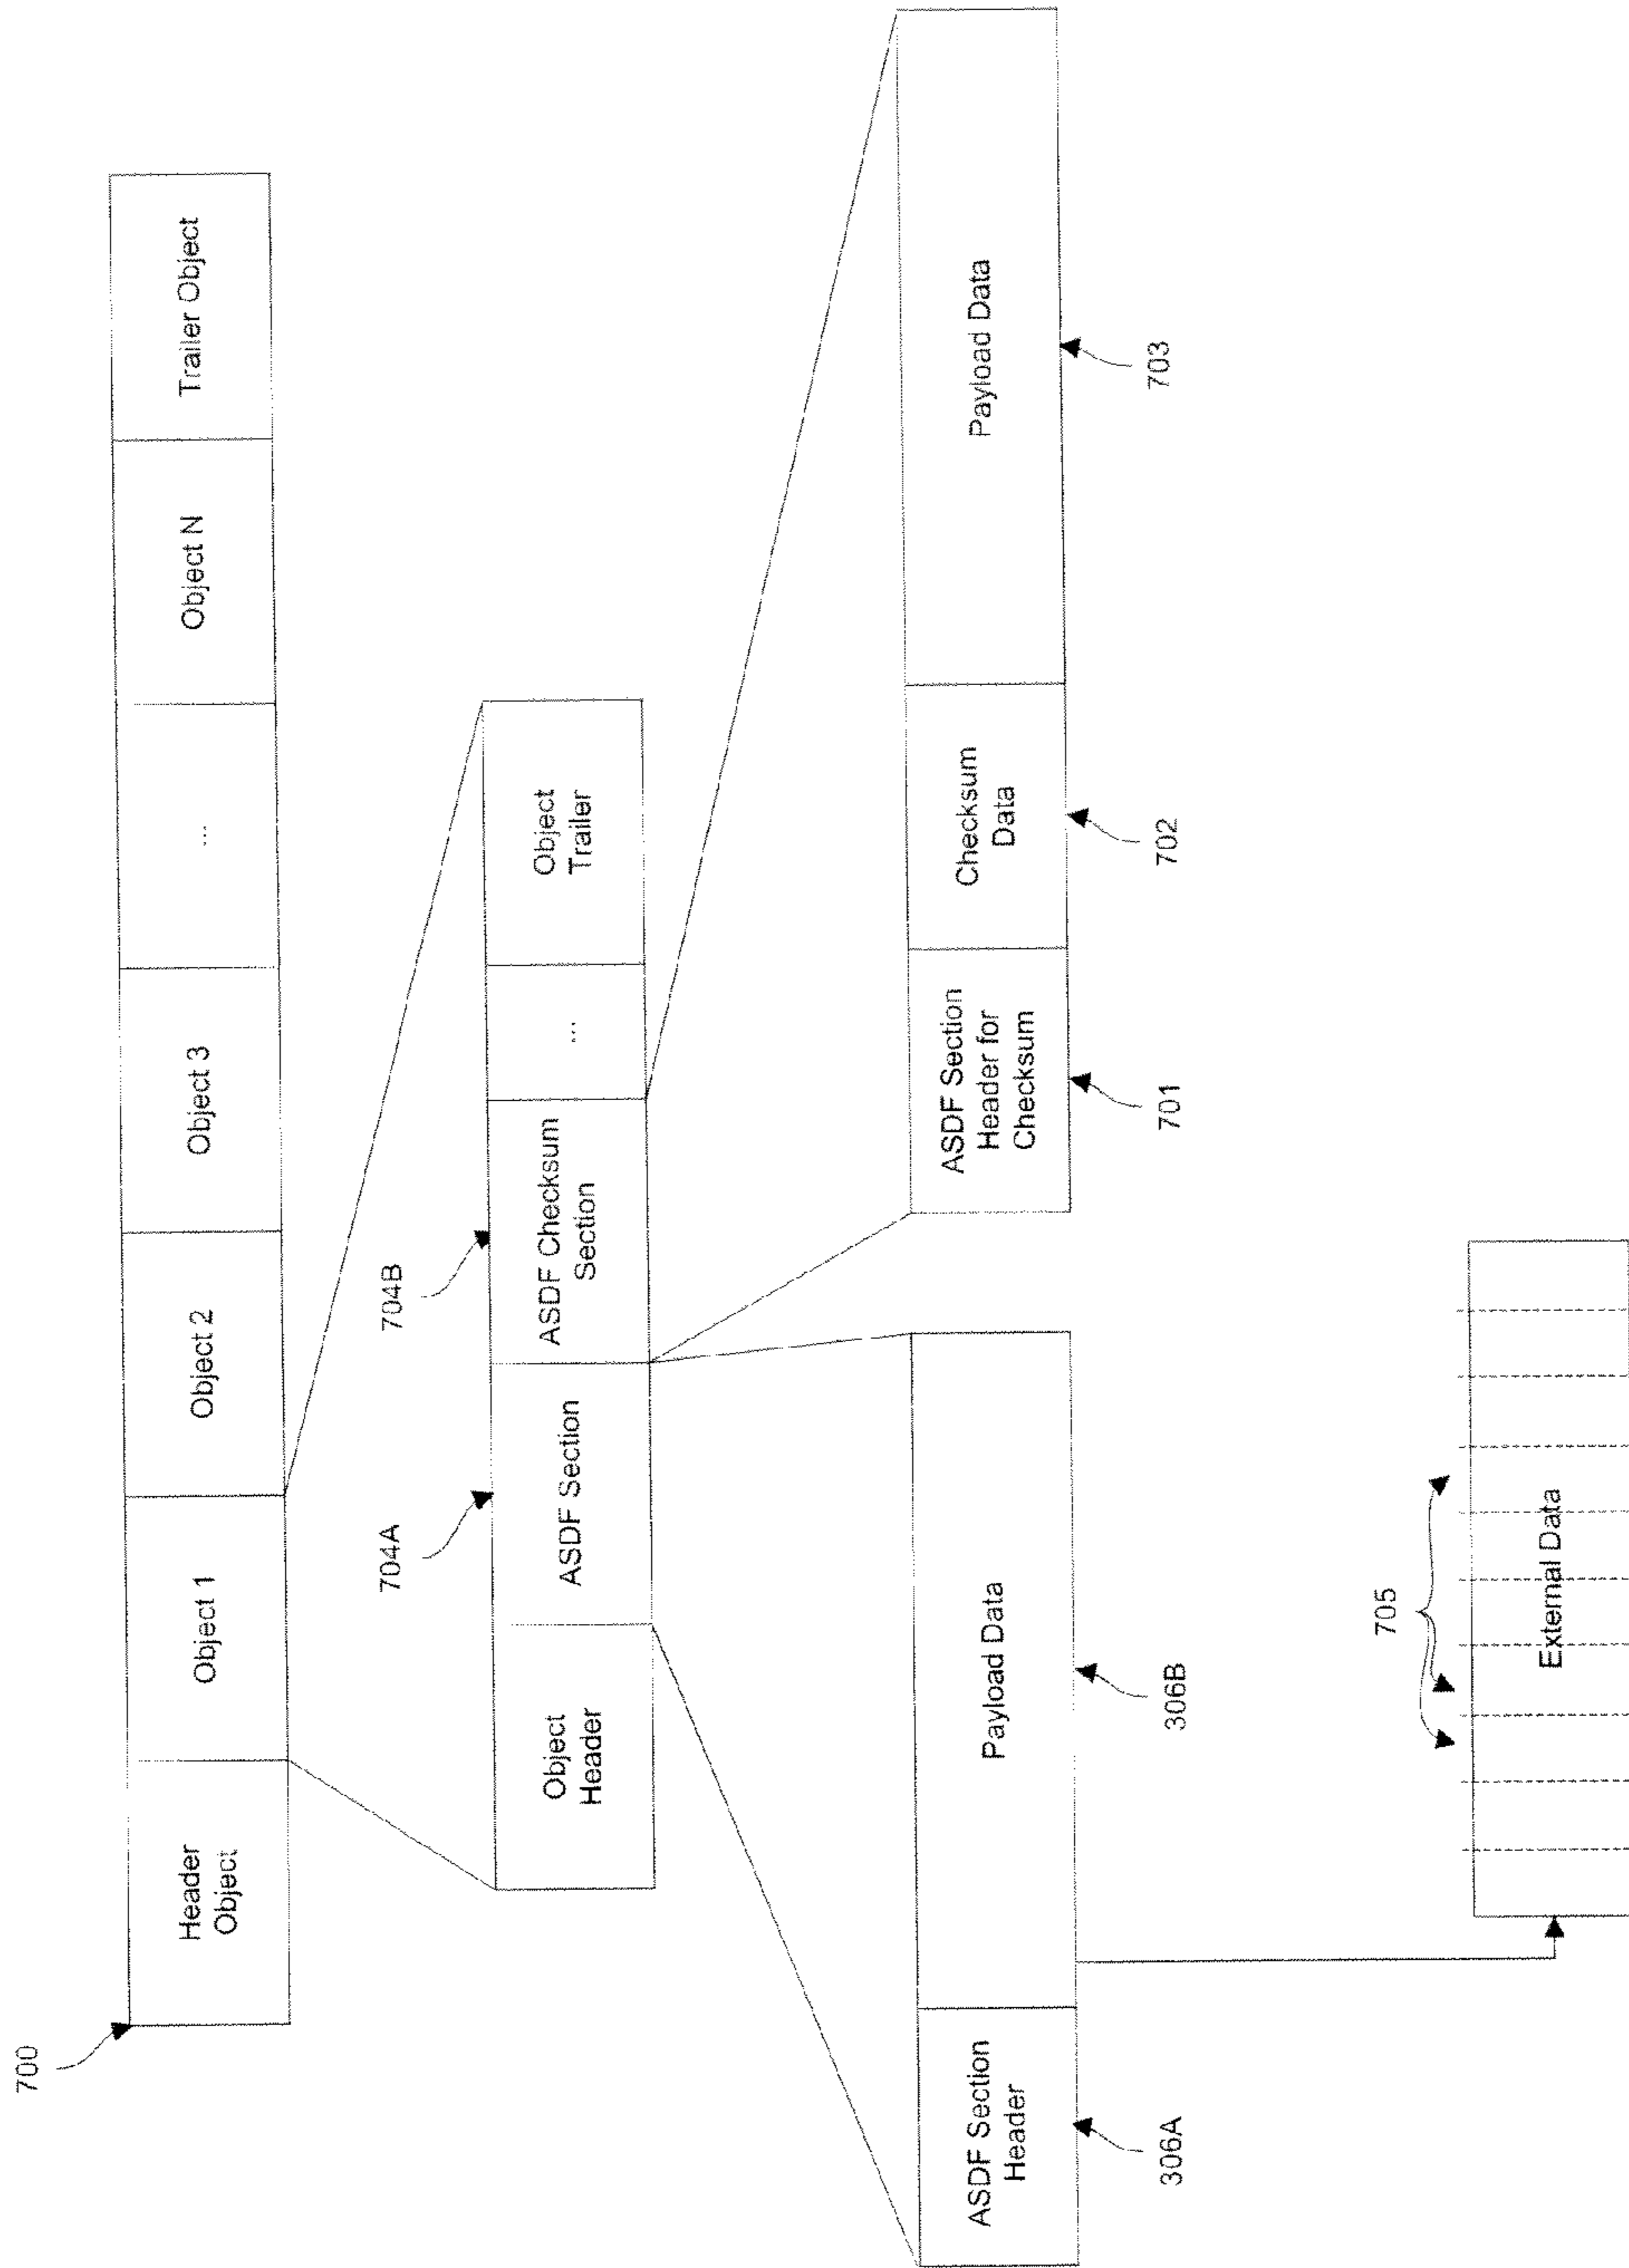 700
Header
Object
Object 1
Object 2
Object 3
...
Object N
Trailer Object
704A
704B
Object
Header
ASDF Section
ASDF Checksum
Section
...
Object
Trailer
ASDF Section
Header
Payload Data
ASDF Section
Header for
Checksum
Checksum
Data
Payload Data
306A
306B
701
702
703
705
External Data